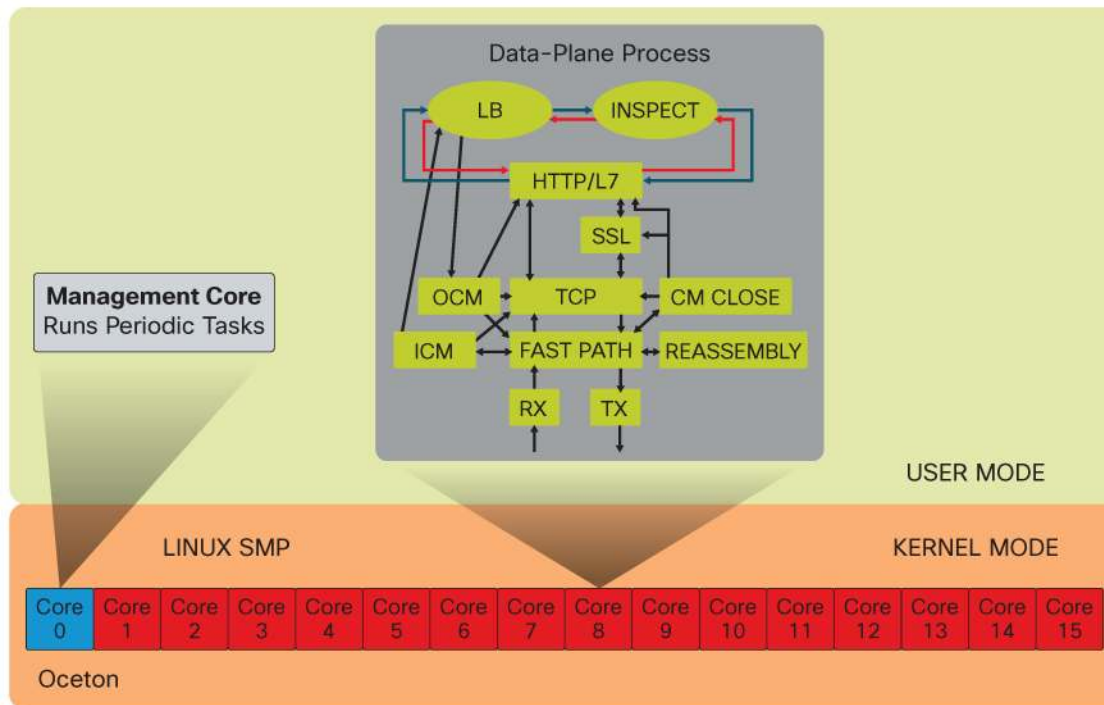 Data-Plane Process
LB
INSPECT
HTTP/L7
SSL
Management Core
Runs Periodic Tasks
OCM
TCP
CM CLOSE
ICM
FAST PATH
REASSEMBLY
RX
TX
USER MODE
LINUX SMP
KERNEL MODE
Core
0
Core
1
Core
2
Core
3
Core
4
Core
5
Core
6
Core
7
Core
8
Core
9
Core
10
Core
11
Core
12
Core
13
Core
14
Core
15
Oceton